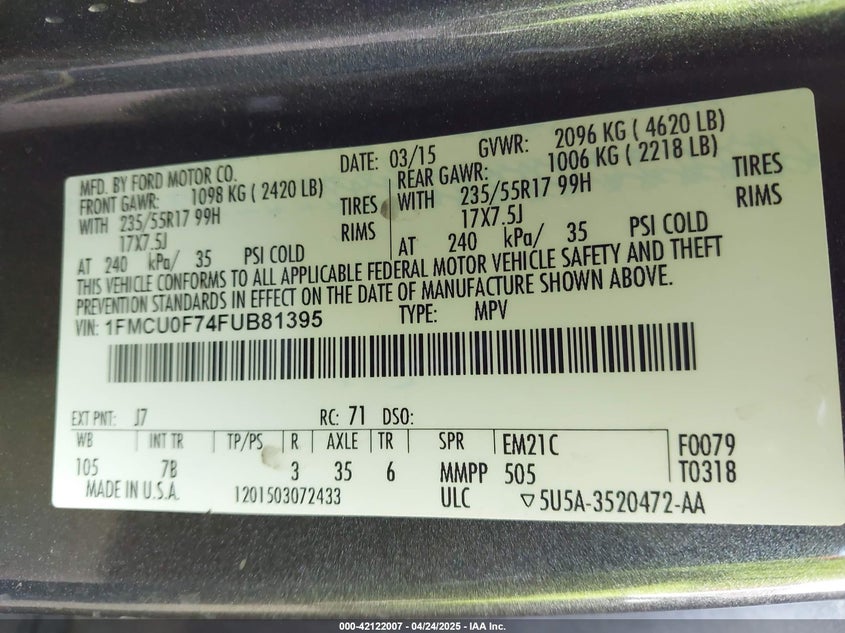 MFD. BY FORD MOTOR CO. DATE: 03/15 GVWR: 2096 KG ( 4620 LB)
FRONT GAWR: 1098 KG ( 2420 LB) REAR GAWR: 1006 KG ( 2218 LB)
WITH 235/55R17 99H TIRES WITH 235/55R17 99H TIRES
17X7.5J RIMS 17X7.5J RIMS
AT 240 kPa/ 35 PSI COLD AT 240 kPa/ 35 PSI COLD
THIS VEHICLE CONFORMS TO ALL APPLICABLE FEDERAL MOTOR VEHICLE SAFETY AND THEFT
PREVENTION STANDARDS IN EFFECT ON THE DATE OF MANUFACTURE SHOWN ABOVE.
VIN: 1FMCU0F74FUB81395 TYPE: MPV
EXT PNT: J7 RC: 71 DSO:
WB INT TR TP/PS R AXLE TR SPR EM21C F0079
105 7B 3 35 6 MMPP 505 T0318
MADE IN U.S.A. 1201503072433 ULC ▽5U5A-3520472-AA
000-42122007 - 04/24/2025 - IAA Inc.